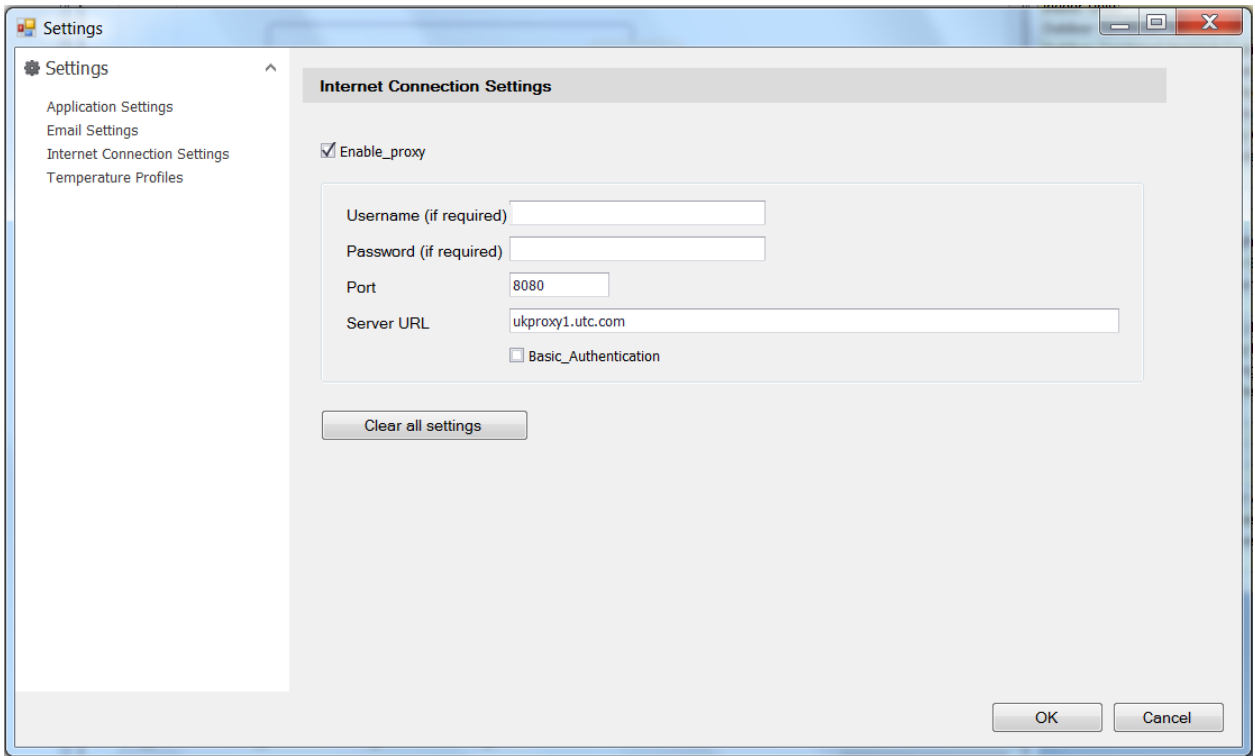 Settings
Settings
Application Settings
Email Settings
Internet Connection Settings
Temperature Profiles
Internet Connection Settings
Enable_proxy
Username (if required)
Password (if required)
Port 8080
Server URL ukproxy1.utc.com
Basic_Authentication
Clear all settings
OK Cancel